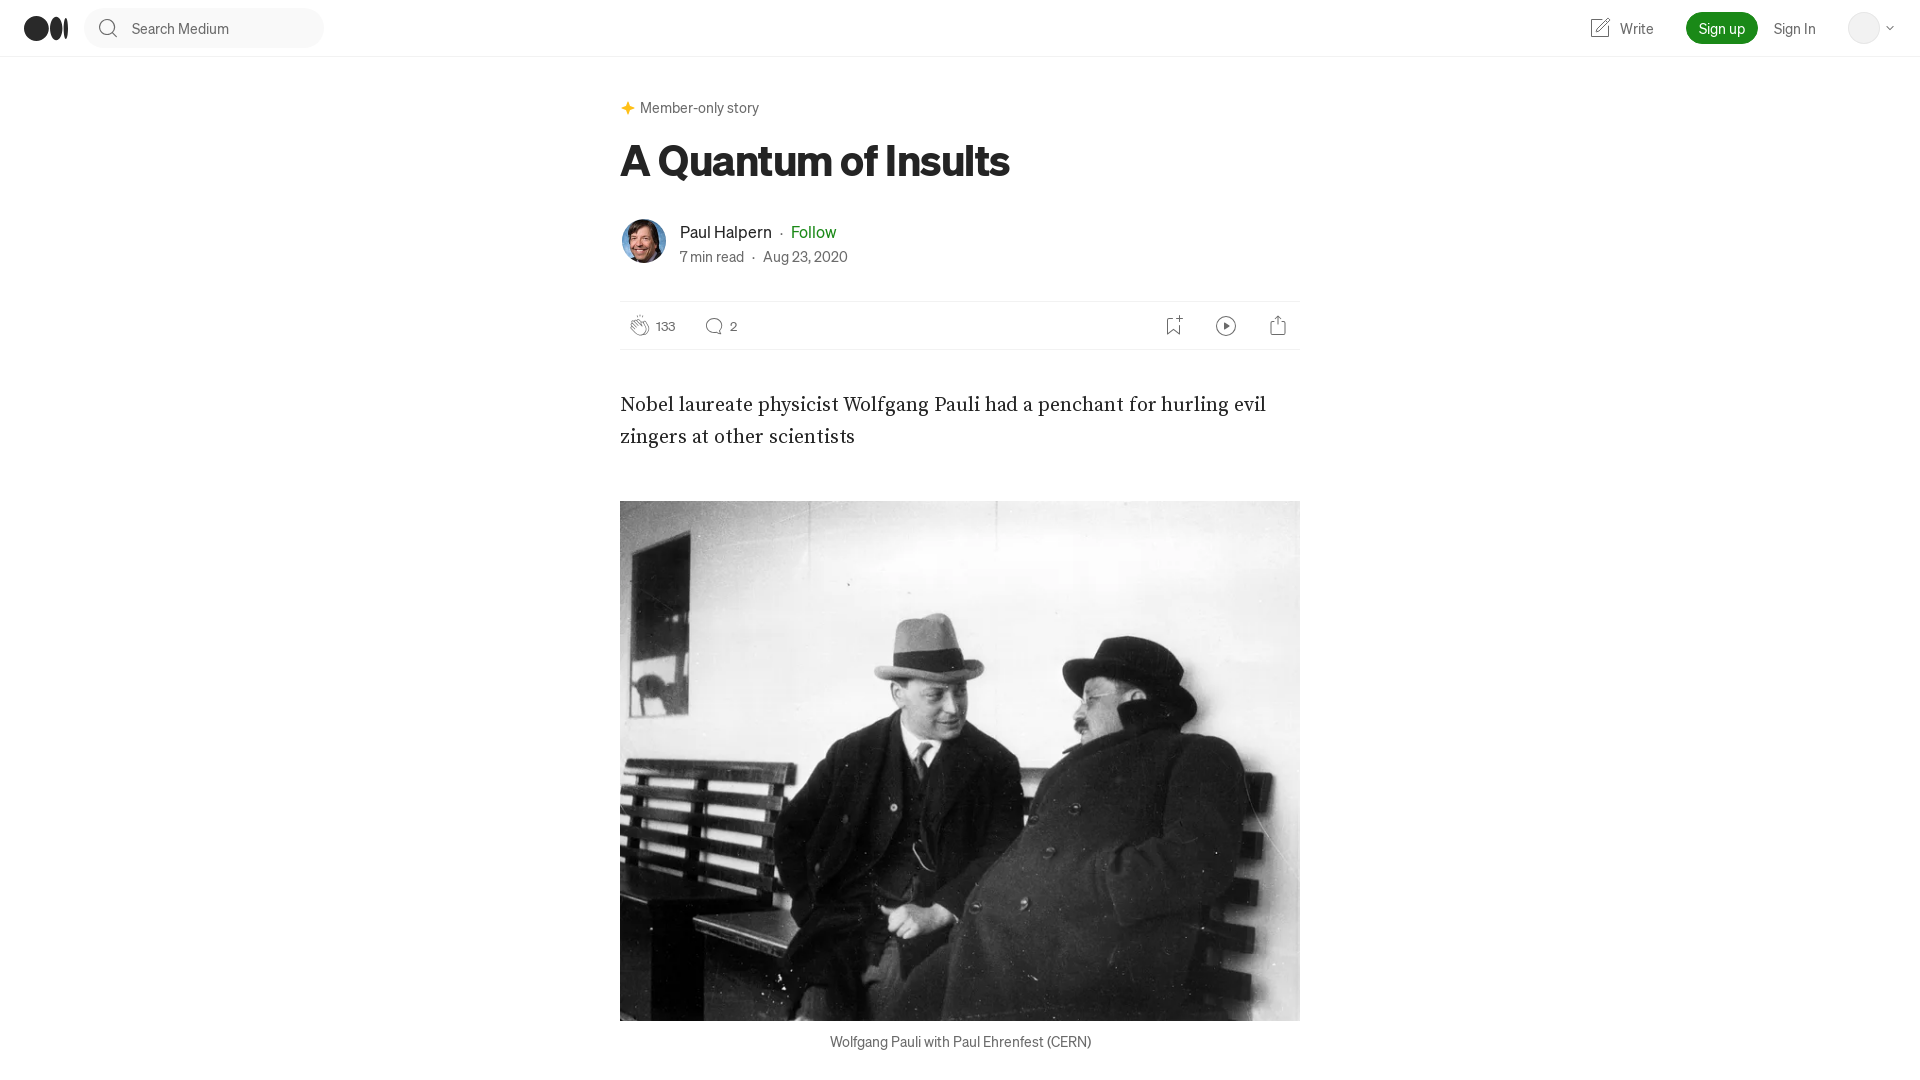 Search Medium
Write
Sign up
Sign In
Member-only story
A Quantum of Insults
Paul Halpern · Follow
7 min read · Aug 23, 2020
133
2
Nobel laureate physicist Wolfgang Pauli had a penchant for hurling evil
zingers at other scientists
Wolfgang Pauli with Paul Ehrenfest (CERN)